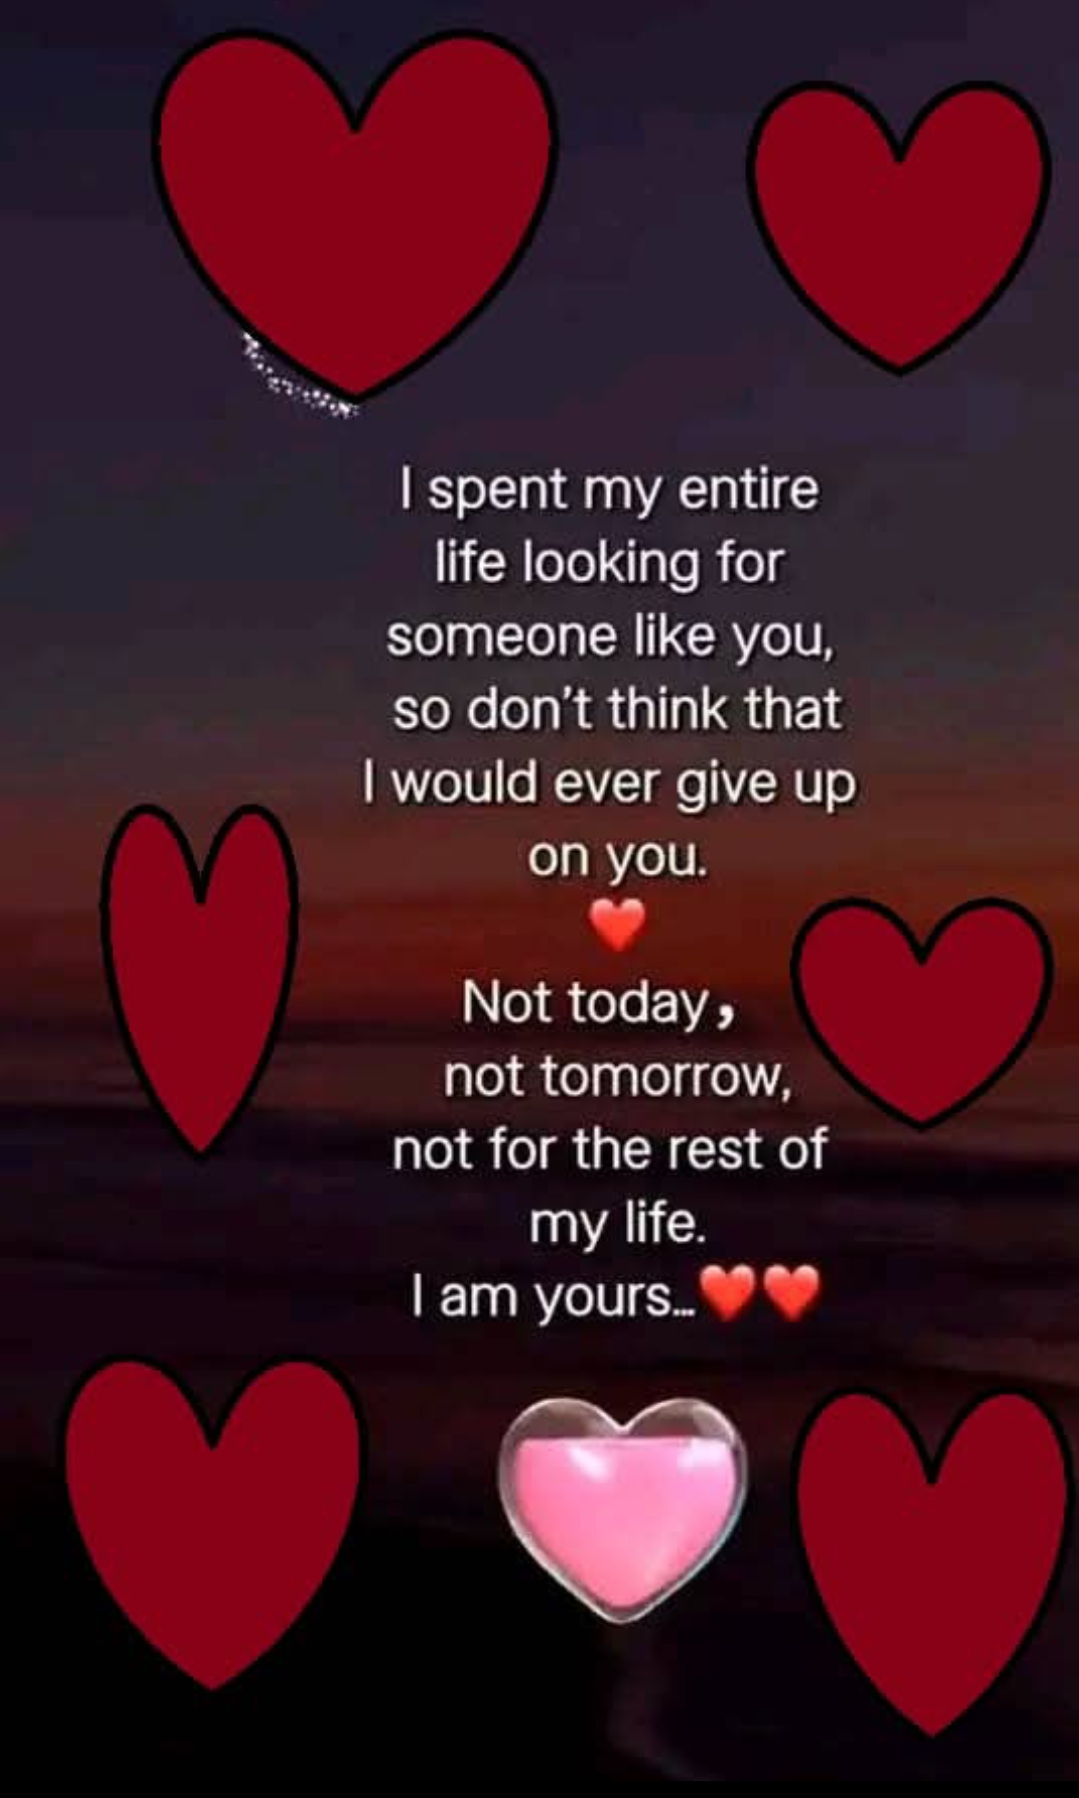 I spent my entire
life looking for
someone like you,
so don’t think that
I would ever give up
on you.
❤️
Not today，
not tomorrow,
not for the rest of
my life.
I am yours...❤️❤️